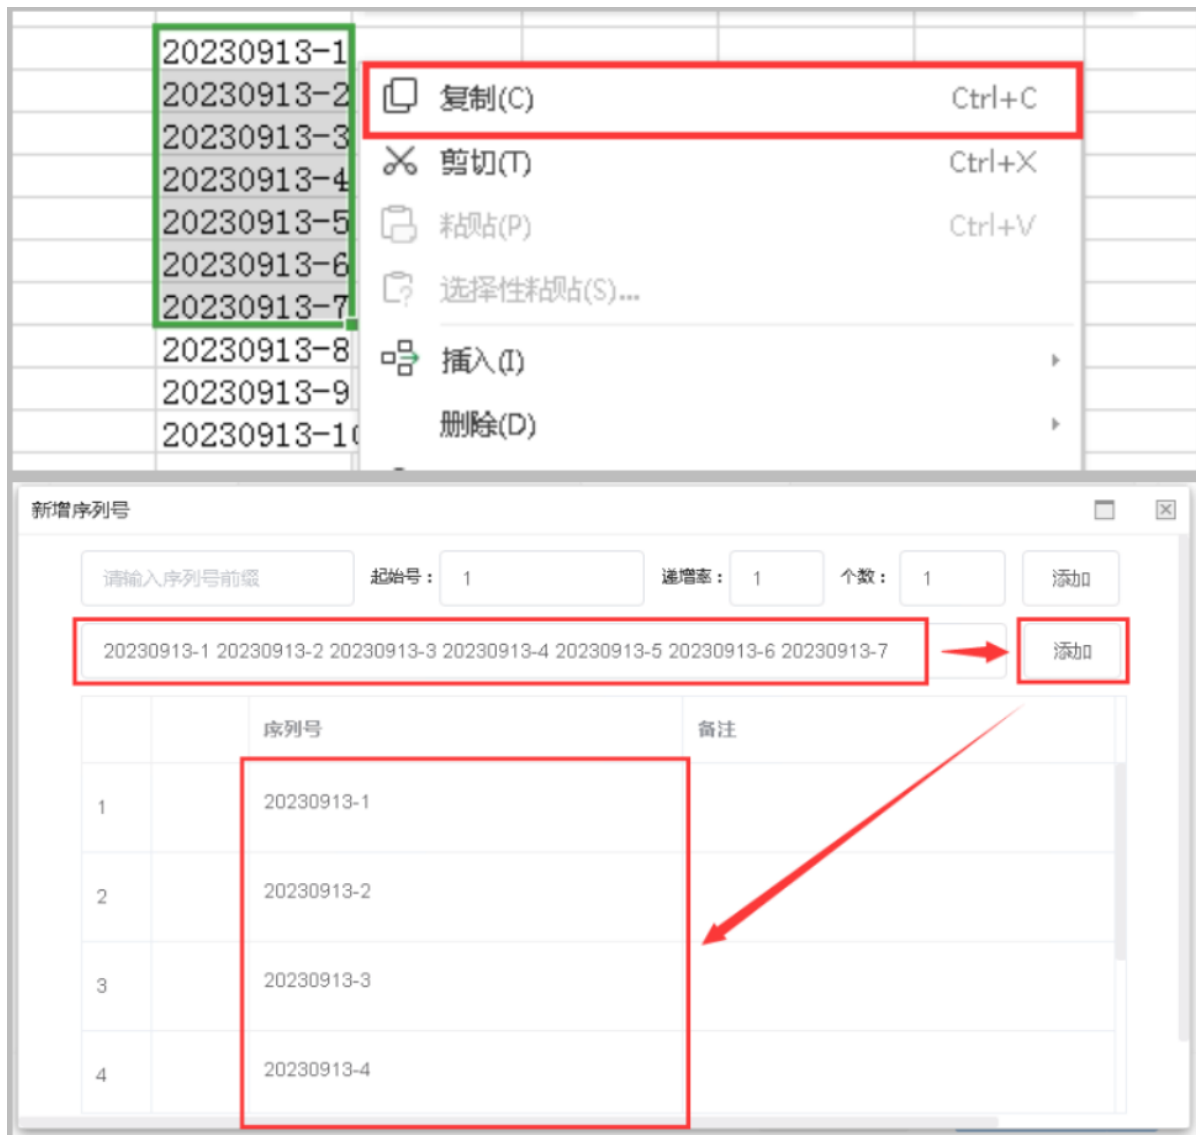 20230913-1
20230913-2
20230913-3
20230913-4
20230913-5
20230913-6
20230913-7
20230913-8
20230913-9
20230913-10
复制(C) Ctrl+C
剪切(T) Ctrl+X
粘贴(P) Ctrl+V
选择性粘贴(S)...
插入(I)
删除(D)
新增序列号
请输入序列号前缀 起始号： 1 递增率： 1 个数： 1 添加
20230913-1 20230913-2 20230913-3 20230913-4 20230913-5 20230913-6 20230913-7 添加
序列号 备注
1 20230913-1
2 20230913-2
3 20230913-3
4 20230913-4